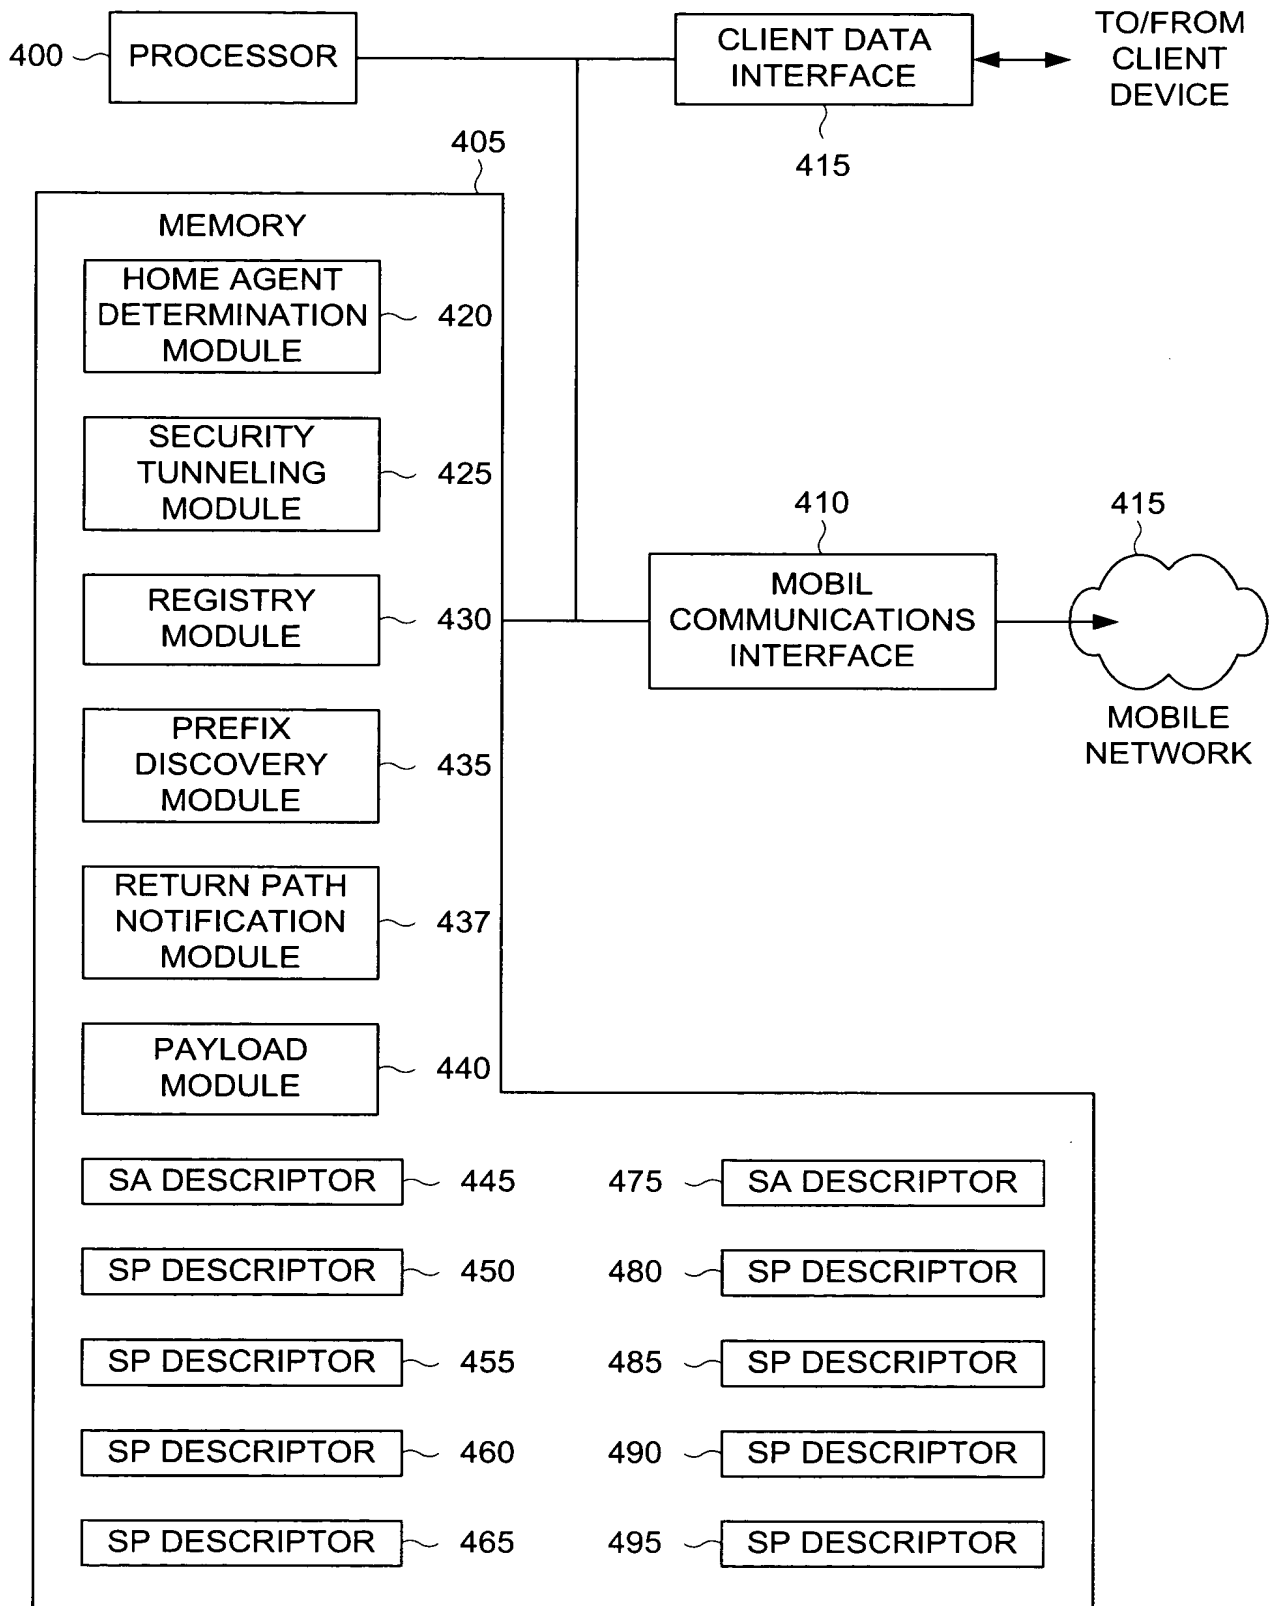 400
PROCESSOR
CLIENT DATA
INTERFACE
415
TO/FROM
CLIENT
DEVICE
405
MEMORY
HOME AGENT
DETERMINATION
MODULE
420
SECURITY
TUNNELING
MODULE
425
REGISTRY
MODULE
430
PREFIX
DISCOVERY
MODULE
435
RETURN PATH
NOTIFICATION
MODULE
437
PAYLOAD
MODULE
440
410
MOBIL
COMMUNICATIONS
INTERFACE
415
MOBILE
NETWORK
SA DESCRIPTOR
445
475
SA DESCRIPTOR
SP DESCRIPTOR
450
480
SP DESCRIPTOR
SP DESCRIPTOR
455
485
SP DESCRIPTOR
SP DESCRIPTOR
460
490
SP DESCRIPTOR
SP DESCRIPTOR
465
495
SP DESCRIPTOR